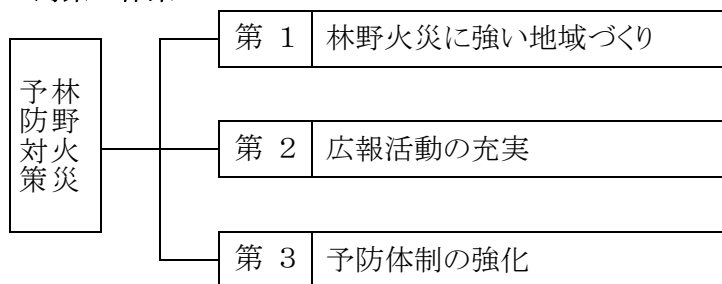 林野火災
予防対策
第 1 林野火災に強い地域づくり
第 2 広報活動の充実
第 3 予防体制の強化